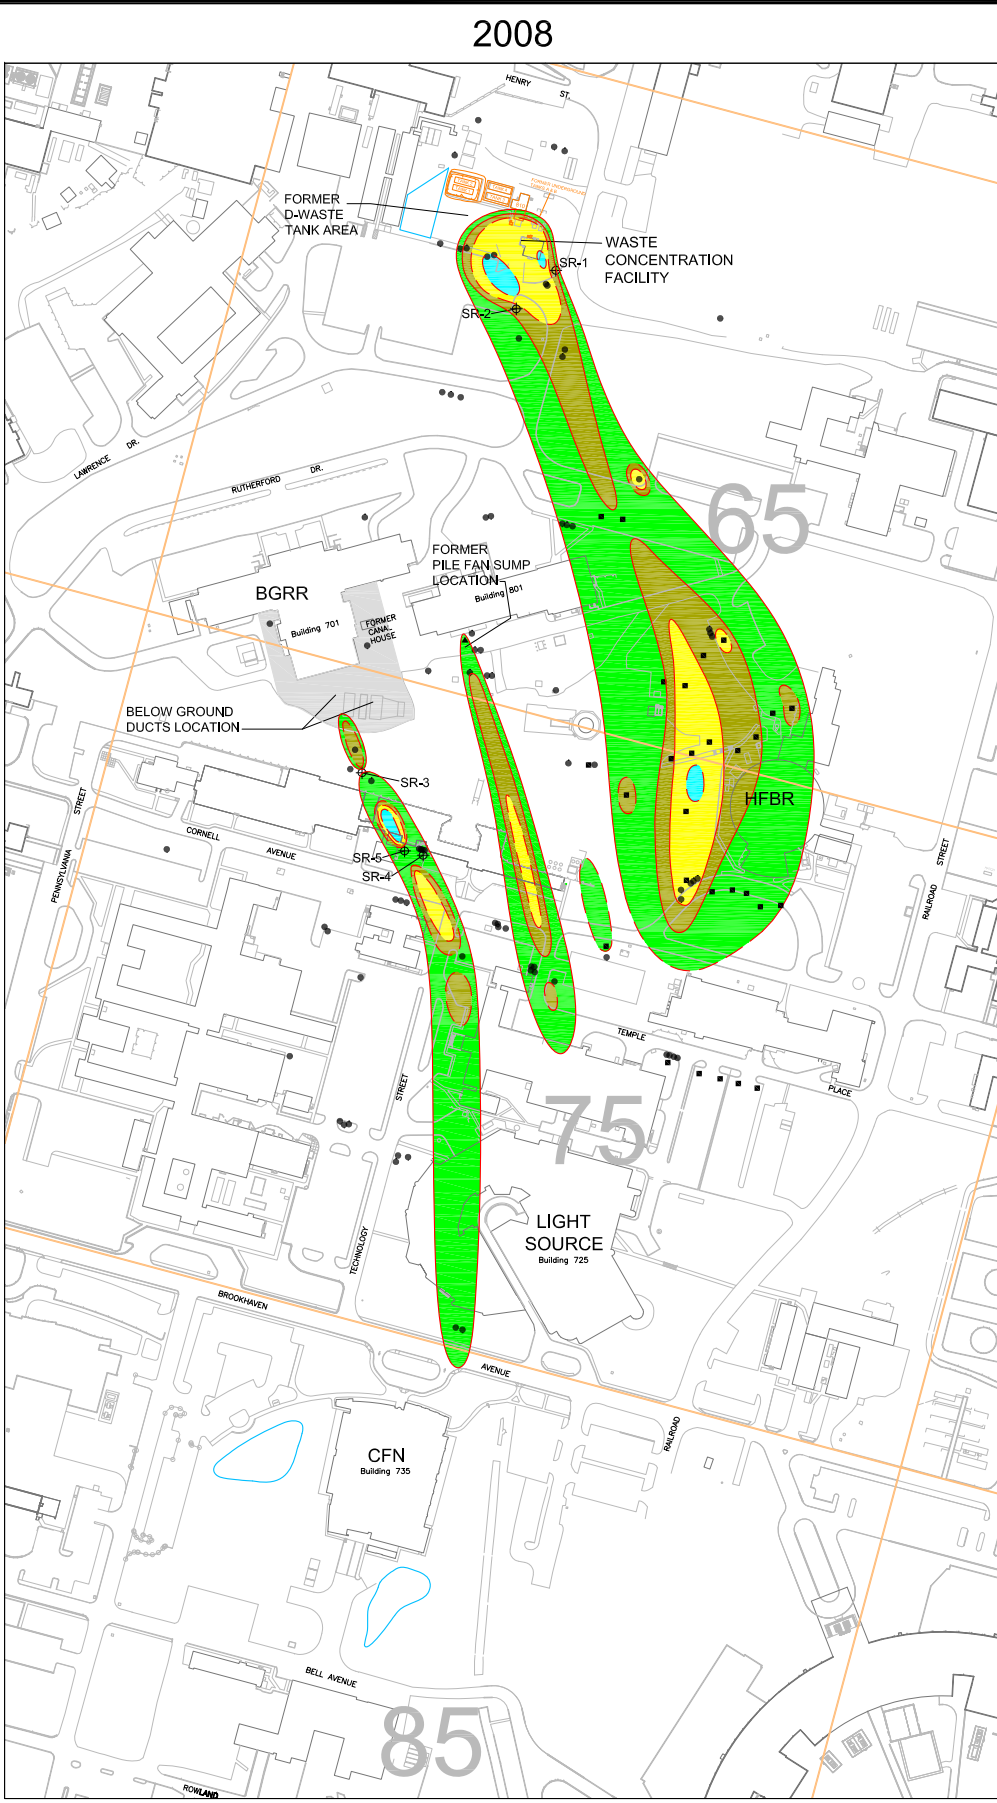 2008
HENRY
ST.
FORMER
D-WASTE
TANK AREA
FORMER UNDERGROUND
WASTE
CONCENTRATION
FACILITY
SR-1
SR-2
LAWRENCE DR.
RUTHERFORD DR.
65
FORMER
PILE FAN SUMP
LOCATION
Building 801
BGRR
Building 701
FORMER
CANAL
HOUSE
BELOW GROUND
DUCTS LOCATION
SR-3
HFBR
CORNELL
AVENUE
SR-5
SR-4
PENNSYLVANIA
STREET
RAILROAD
STREET
TEMPLE
PLACE
STREET
75
LIGHT
SOURCE
Building 725
TECHNOLOGY
BROOKHAVEN
AVENUE
RAILROAD
CFN
Building 735
BELL AVENUE
85
ROWLAND